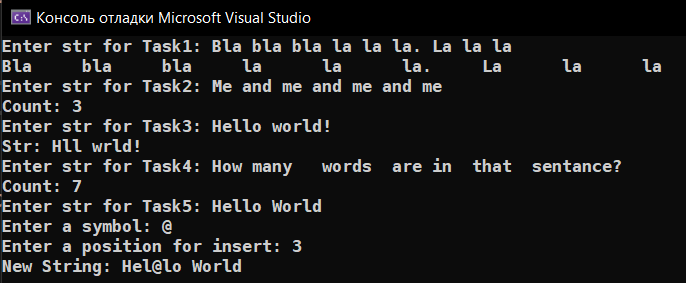 Консоль отладки Microsoft Visual Studio
Enter str for Task1: Bla bla bla la la la. La la la
Bla     bla     bla     la      la      la.     La      la      la
Enter str for Task2: Me and me and me and me
Count: 3
Enter str for Task3: Hello world!
Str: Hll wrld!
Enter str for Task4: How many   words  are in  that  sentance?
Count: 7
Enter str for Task5: Hello World
Enter a symbol: @
Enter a position for insert: 3
New String: Hel@lo World